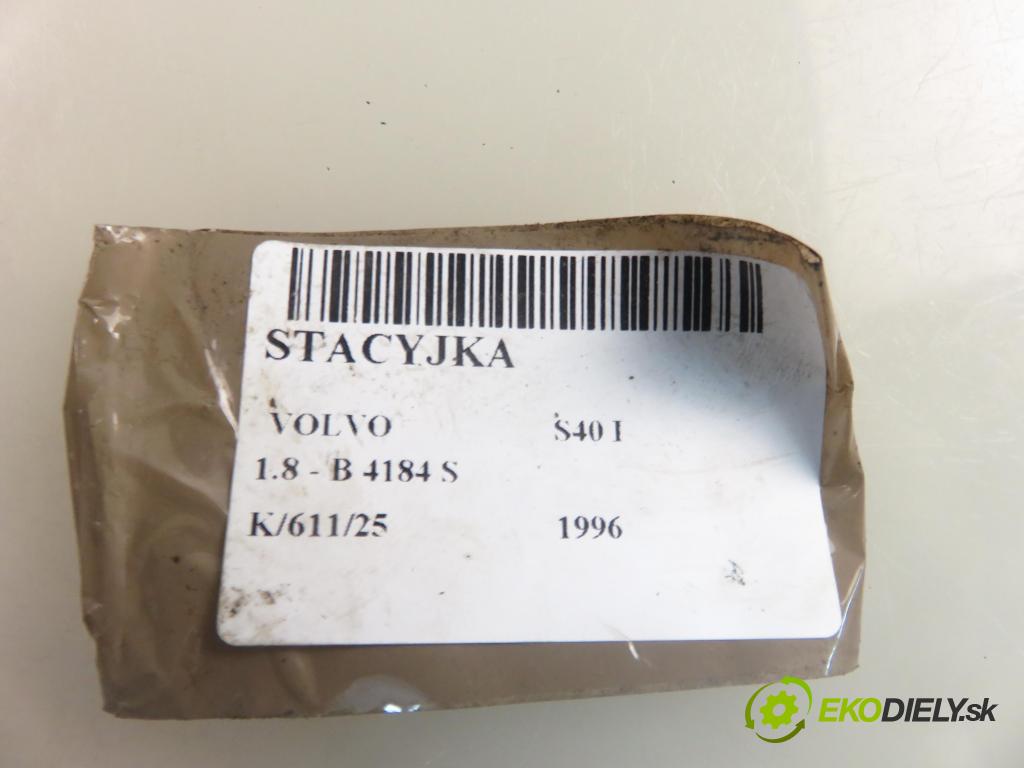 STACYJKA
VOLVO S40 I
1.8 - B 4184 S
K/611/25 1996
EKODIELY.sk